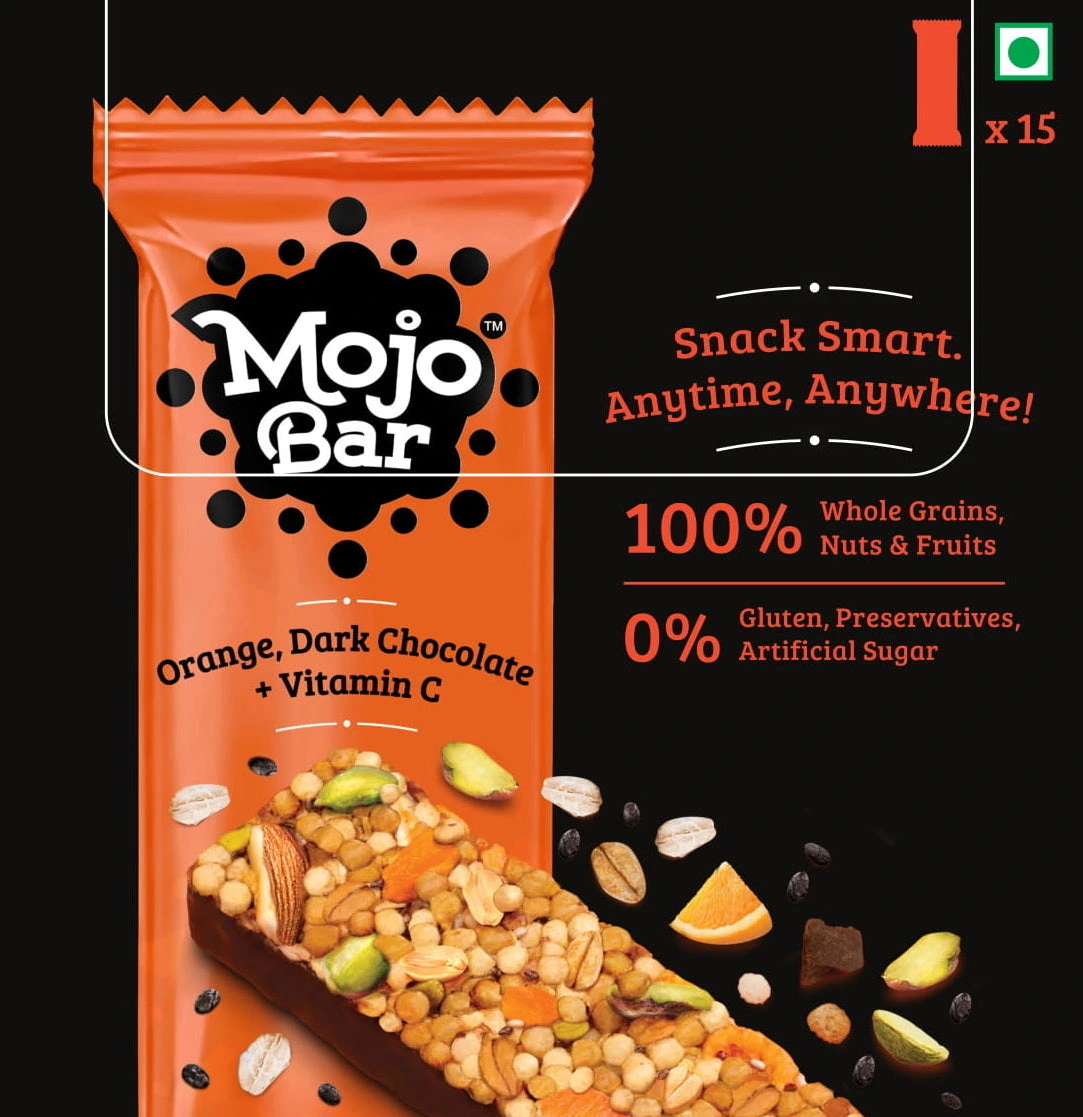 x 15
Mojo
Bar
TM
Snack Smart.
Anytime, Anywhere!
100%
Whole Grains,
Nuts & Fruits
0%
Gluten, Preservatives,
Artificial Sugar
Orange, Dark Chocolate
+ Vitamin C